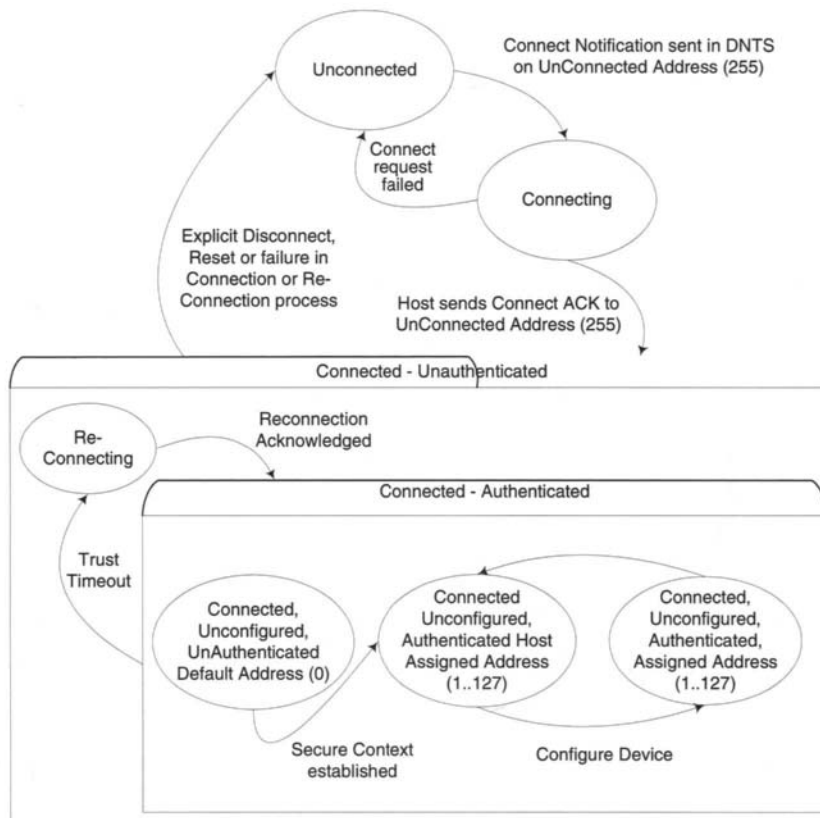 Unconnected
Connect Notification sent in DNTS
on UnConnected Address (255)
Connect
request
failed
Connecting
Explicit Disconnect,
Reset or failure in
Connection or Re-
Connection process
Host sends Connect ACK to
UnConnected Address (255)
Connected - Unauthenticated
Re-
Connecting
Reconnection
Acknowledged
Connected - Authenticated
Trust
Timeout
Connected,
Unconfigured,
UnAuthenticated
Default Address (0)
Connected
Unconfigured,
Authenticated Host
Assigned Address
(1..127)
Connected,
Unconfigured,
Authenticated,
Assigned Address
(1..127)
Secure Context
established
Configure Device